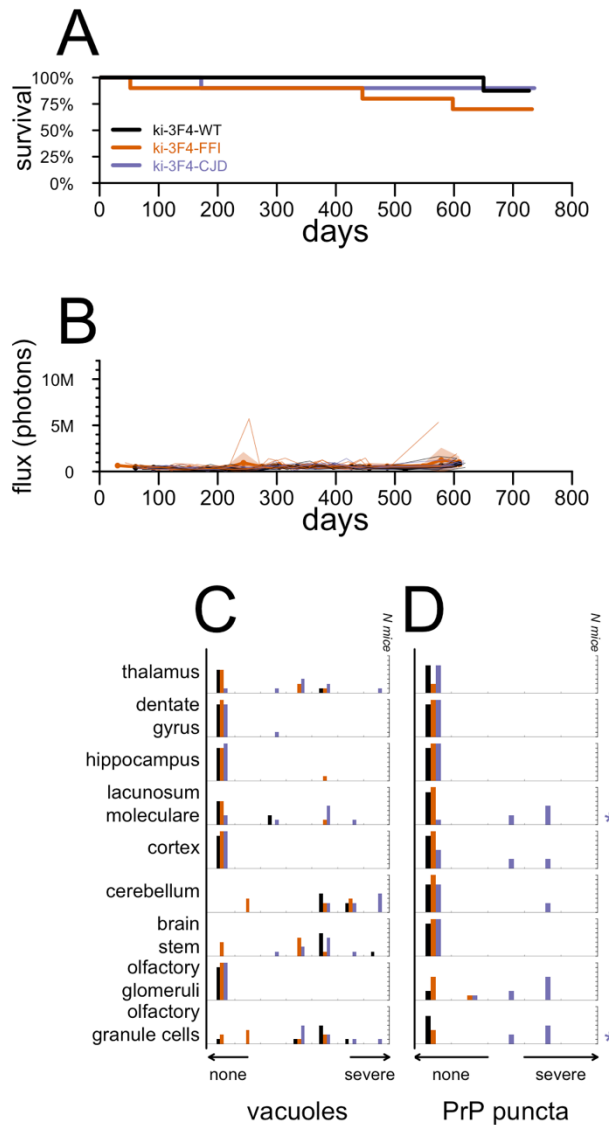 A
survival
100%
75%
50%
25%
0%
ki-3F4-WT
ki-3F4-FFI
ki-3F4-CJD
0 100 200 300 400 500 600 700 800
days
B
flux (photons)
10M
5M
0
0 100 200 300 400 500 600 700 800
days
C D
N mice N mice
thalamus
dentate
gyrus
hippocampus
lacunosum
moleculare
*
cortex
cerebellum
brain
stem
olfactory
glomeruli
olfactory
granule cells
*
none severe none severe
vacuoles PrP puncta